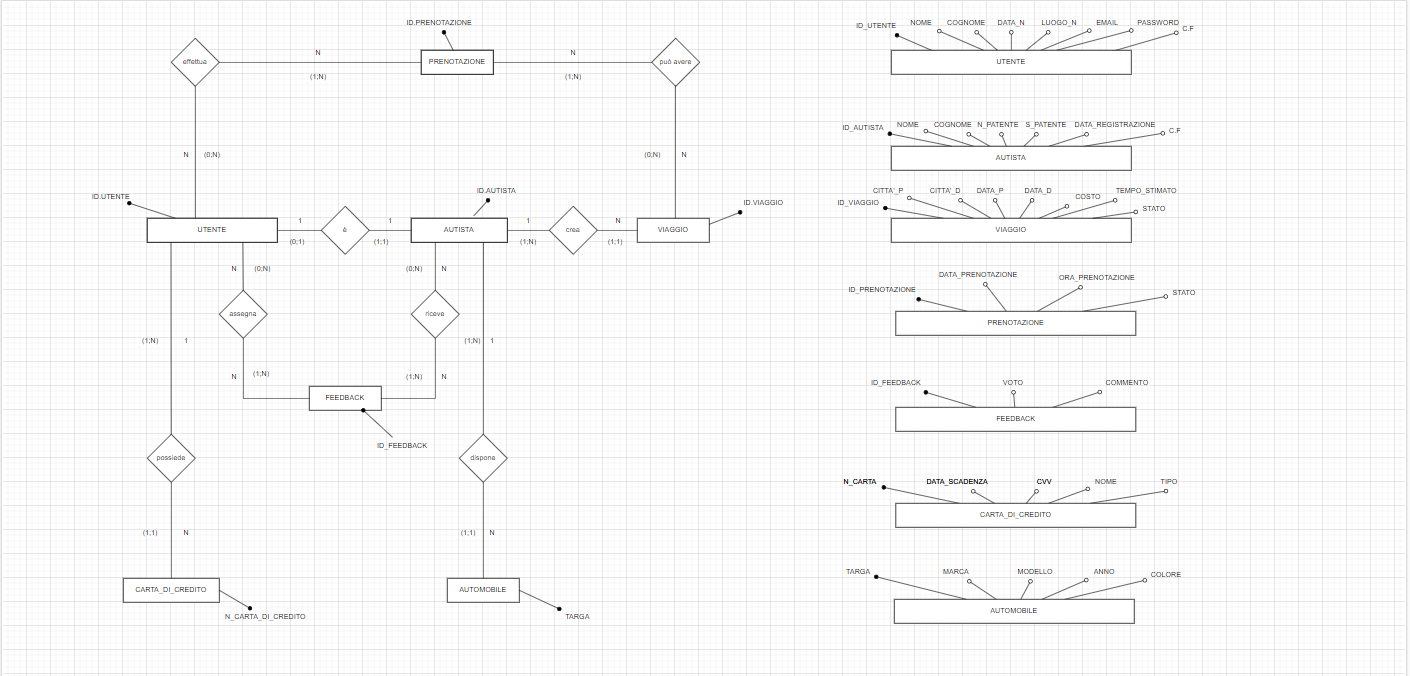 ID.PRENOTAZIONE
effettua
N
(1;N)
PRENOTAZIONE
N
(1;N)
può avere
N
(0;N)
(0;N)
N
ID.UTENTE
UTENTE
1
(0;1)
è
1
(1;1)
ID.AUTISTA
AUTISTA
1
(1;N)
crea
N
(1;1)
VIAGGIO
ID.VIAGGIO
N
(0;N)
(0;N)
N
assegna
riceve
(1;N)
1
(1;N)
1
N
(1;N)
(1;N)
N
FEEDBACK
ID_FEEDBACK
possiede
dispone
(1;1)
N
(1;1)
N
CARTA_DI_CREDITO
N_CARTA_DI_CREDITO
AUTOMOBILE
TARGA
ID_UTENTE
NOME
COGNOME
DATA_N
LUOGO_N
EMAIL
PASSWORD
C.F
UTENTE
ID_AUTISTA
NOME
COGNOME
N_PATENTE
S_PATENTE
DATA_REGISTRAZIONE
C.F
AUTISTA
ID_VIAGGIO
CITTA'_P
CITTA'_D
DATA_P
DATA_D
COSTO
TEMPO_STIMATO
STATO
VIAGGIO
ID_PRENOTAZIONE
DATA_PRENOTAZIONE
ORA_PRENOTAZIONE
STATO
PRENOTAZIONE
ID_FEEDBACK
VOTO
COMMENTO
FEEDBACK
N_CARTA
DATA_SCADENZA
CVV
NOME
TIPO
CARTA_DI_CREDITO
TARGA
MARCA
MODELLO
ANNO
COLORE
AUTOMOBILE